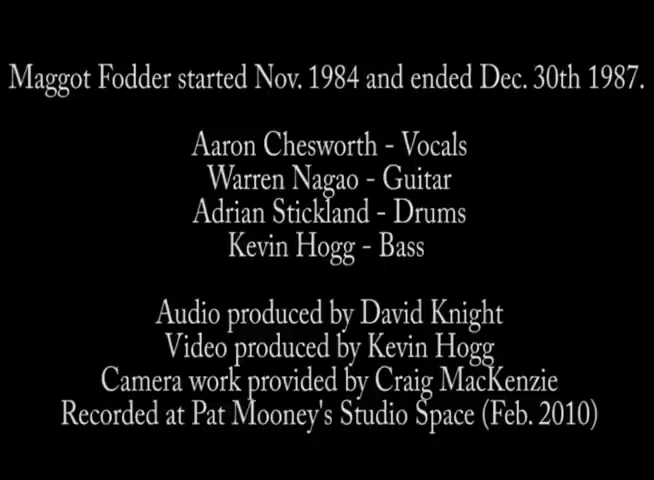 Maggot Fodder started Nov. 1984 and ended Dec. 30th 1987.
Aaron Chesworth - Vocals
Warren Nagao - Guitar
Adrian Stickland - Drums
Kevin Hogg - Bass
Audio produced by David Knight
Video produced by Kevin Hogg
Camera work provided by Craig MacKenzie
Recorded at Pat Mooney's Studio Space (Feb. 2010)